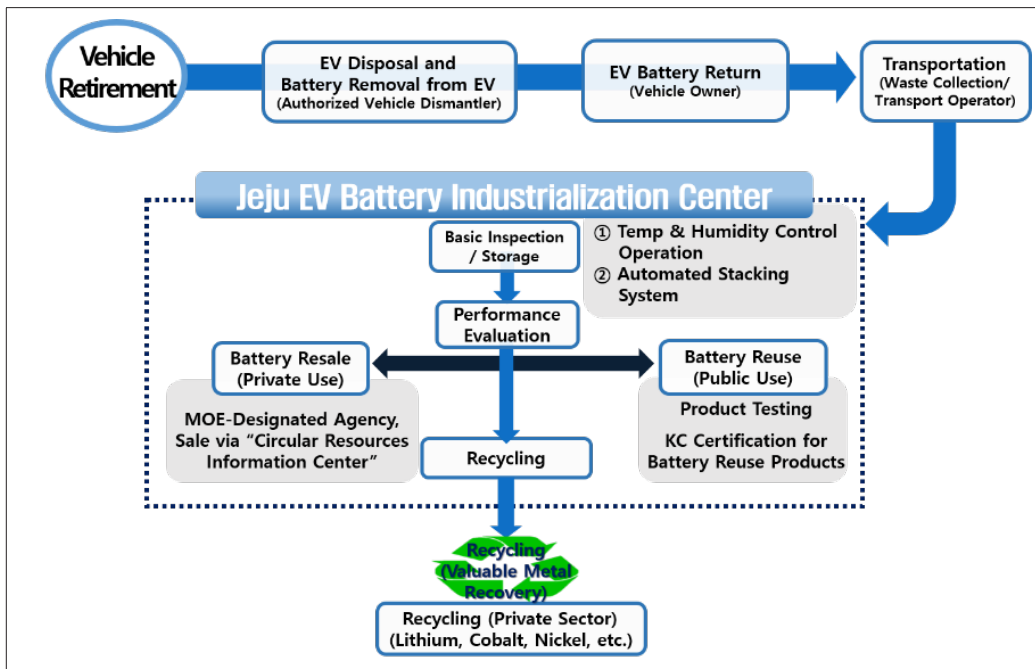 Vehicle
Retirement
EV Disposal and
Battery Removal from EV
(Authorized Vehicle Dismantler)
EV Battery Return
(Vehicle Owner)
Transportation
(Waste Collection/
Transport Operator)
Jeju EV Battery Industrialization Center
Basic Inspection
/ Storage
① Temp & Humidity Control
Operation
② Automated Stacking
System
Performance
Evaluation
Battery Resale
(Private Use)
MOE-Designated Agency,
Sale via “Circular Resources
Information Center”
Battery Reuse
(Public Use)
Product Testing
KC Certification for
Battery Reuse Products
Recycling
Recycling
(Valuable Metal
Recovery)
Recycling (Private Sector)
(Lithium, Cobalt, Nickel, etc.)